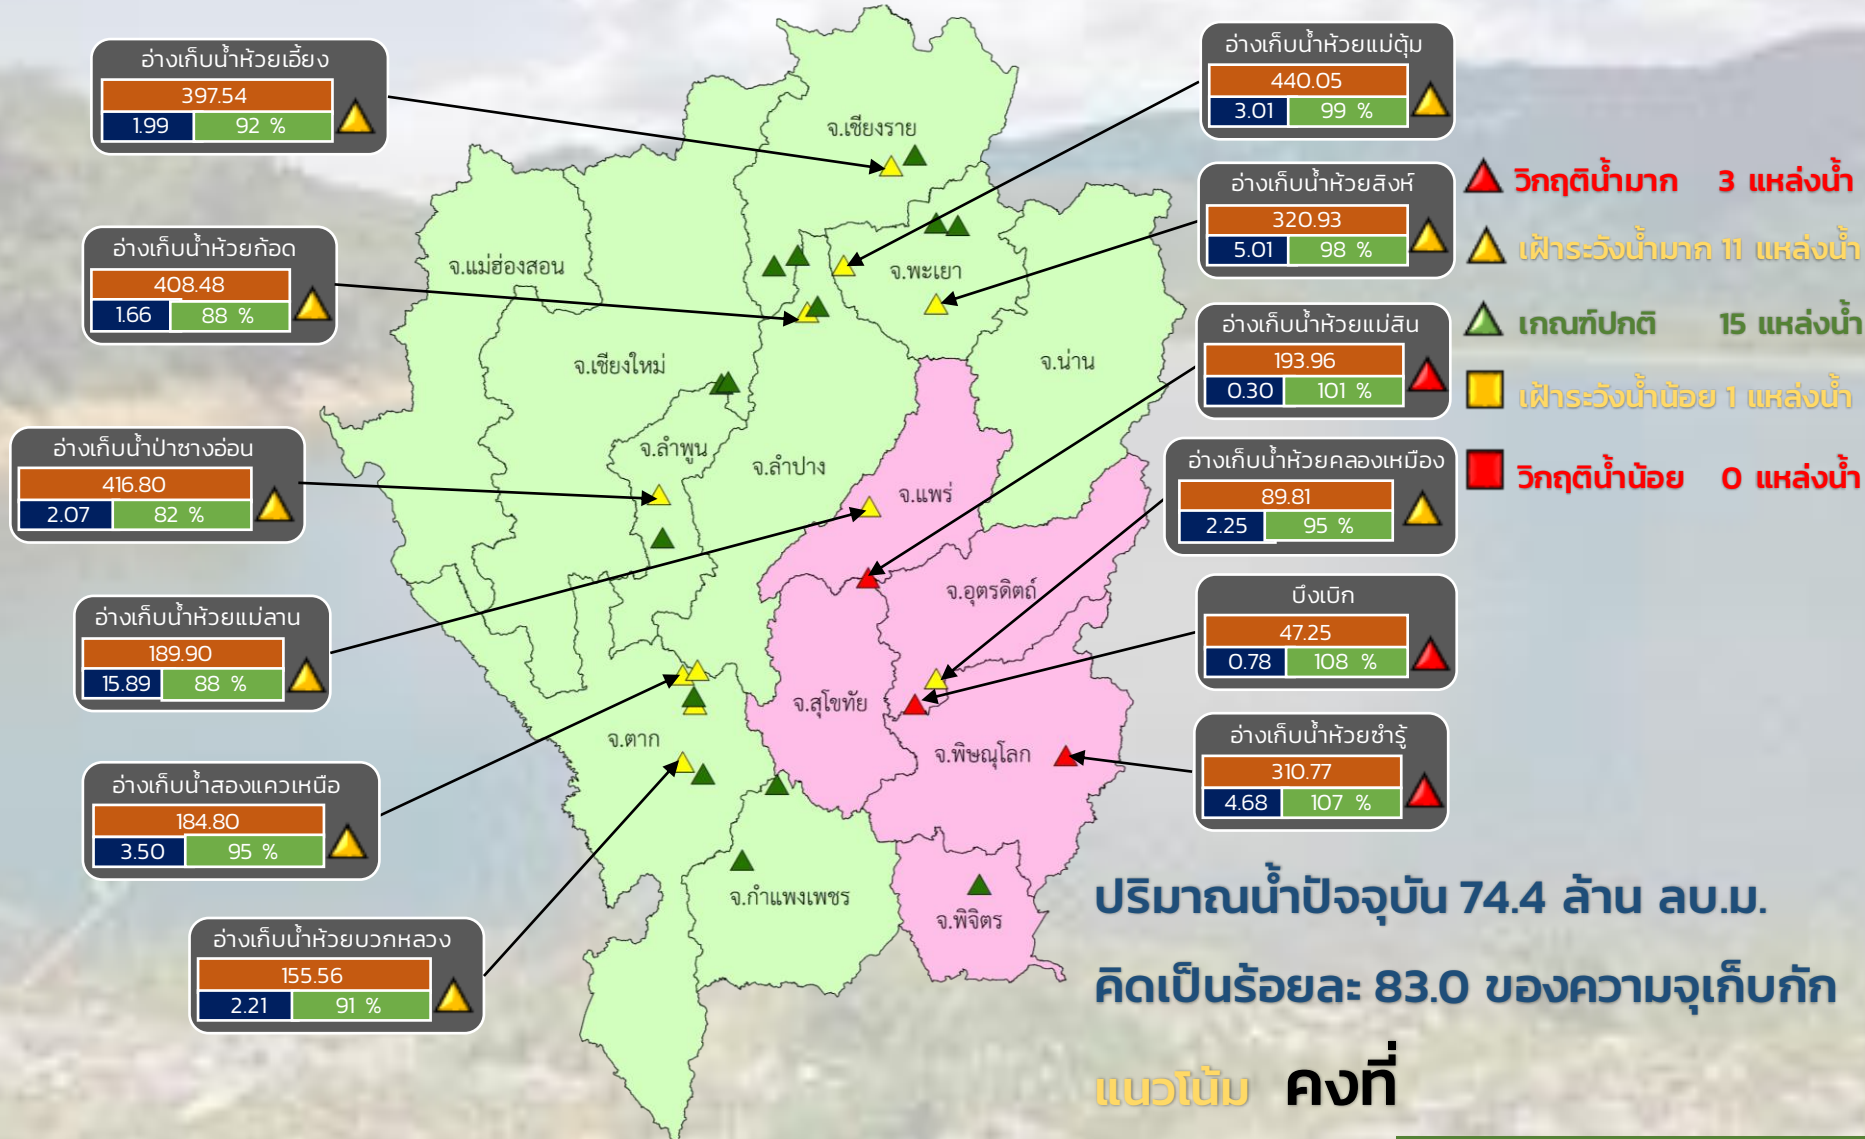 อ่างเก็บน้ำห้วยเอี้ยง
397.54
1.99 92 %
อ่างเก็บน้ำห้วยก้อด
408.48
1.66 88 %
อ่างเก็บน้ำป่าซางอ่อน
416.80
2.07 82 %
อ่างเก็บน้ำห้วยแม่ลาน
189.90
15.89 88 %
อ่างเก็บน้ำสองแควเหนือ
184.80
3.50 95 %
อ่างเก็บน้ำห้วยบวกหลวง
155.56
2.21 91 %
จ.เชียงราย
จ.แม่ฮ่องสอน
จ.พะเยา
จ.เชียงใหม่
จ.น่าน
จ.ลำพูน
จ.ลำปาง
จ.แพร่
จ.อุตรดิตถ์
จ.สุโขทัย
จ.ตาก
จ.พิษณุโลก
จ.กำแพงเพชร
จ.พิจิตร
อ่างเก็บน้ำห้วยแม่ตุ้ม
440.05
3.01 99 %
อ่างเก็บน้ำห้วยสิงห์
320.93
5.01 98 %
อ่างเก็บน้ำห้วยแม่สิน
193.96
0.30 101 %
อ่างเก็บน้ำห้วยคลองเหมือง
89.81
2.25 95 %
บึงเบิก
47.25
0.78 108 %
อ่างเก็บน้ำห้วยซำรู้
310.77
4.68 107 %
วิกฤติน้ำมาก 3 แหล่งน้ำ
เฝ้าระวังน้ำมาก 11 แหล่งน้ำ
เกณฑ์ปกติ 15 แหล่งน้ำ
เฝ้าระวังน้ำน้อย 1 แหล่งน้ำ
วิกฤติน้ำน้อย 0 แหล่งน้ำ
ปริมาณน้ำปัจจุบัน 74.4 ล้าน ลบ.ม.
คิดเป็นร้อยละ 83.0 ของความจุเก็บกัก
แนวโน้ม คงที่